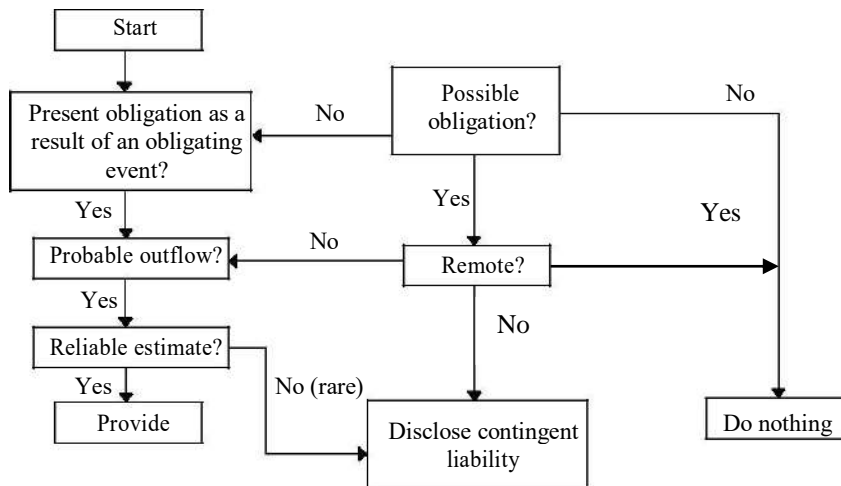 Start
Present obligation as a
result of an obligating
event?
No
Possible
obligation?
No
Yes
Yes
Yes
Probable outflow?
No
Remote?
Yes
No
Reliable estimate?
Yes
No (rare)
Provide
Disclose contingent
liability
Do nothing